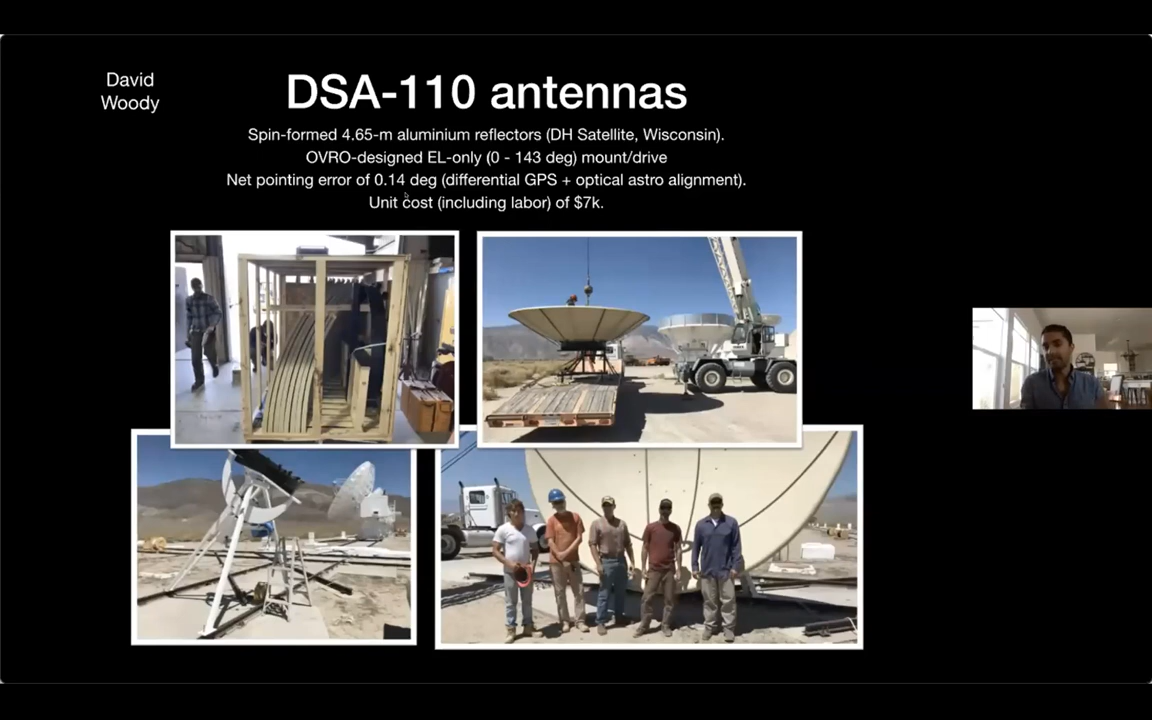 David
Woody
DSA-110 antennas
Spin-formed 4.65-m aluminium reflectors (DH Satellite, Wisconsin).
OVRO-designed EL-only (0 - 143 deg) mount/drive
Net pointing error of 0.14 deg (differential GPS + optical astro alignment).
Unit cost (including labor) of $7k.